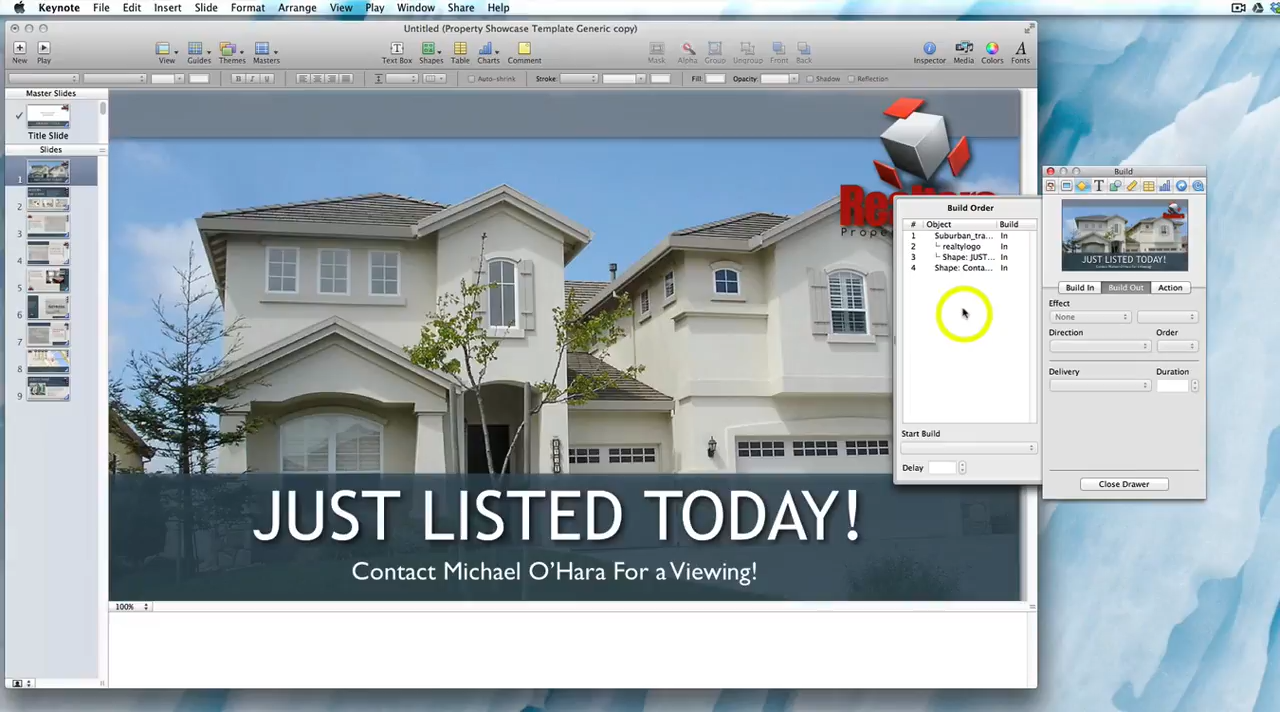 Keynote File Edit Insert Slide Format Arrange View Play Window Share Help
Untitled (Property Showcase Template Generic copy)
New Play View Guides Themes Masters Text Box Shapes Table Charts Comment Mask Alpha Group Ungroup Front Back Inspector Media Colors Fonts
B I U Auto-shrink Stroke: Fill: Opacity: Shadow Reflection
Master Slides
Title Slide
Slides
1
2
3
4
5
6
7
8
9
JUST LISTED TODAY!
Contact Michael O'Hara For a Viewing!
100%
Build Order
# Object Build
1 Suburban_tra... In
2 realtylogo In
3 Shape: JUST... In
4 Shape: Conta... In
Start Build
Delay
Build
JUST LISTED TODAY!
Build In Build Out Action
Effect
None
Direction Order
Delivery Duration
Close Drawer